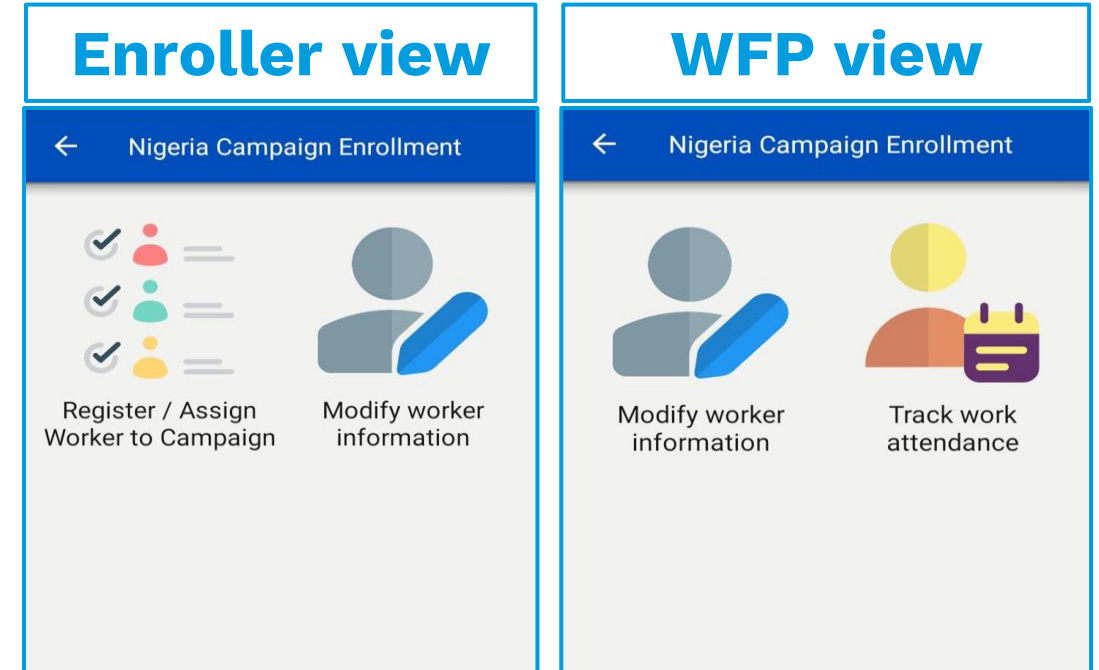 Enroller view
WFP view
Nigeria Campaign Enrollment
Register / Assign
Worker to Campaign
Modify worker
information
Nigeria Campaign Enrollment
Modify worker
information
Track work
attendance